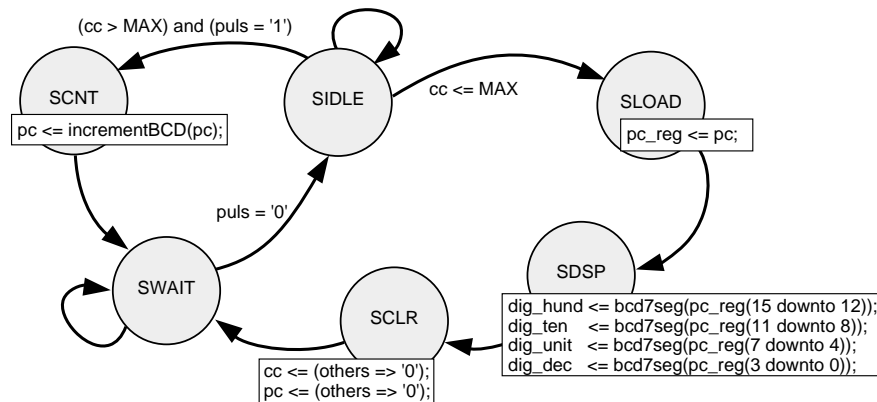 (cc > MAX) and (puls = '1')
SCNT
pc <= incrementBCD(pc);
SIDLE
cc <= MAX
SLOAD
pc_reg <= pc;
puls = '0'
SWAIT
SCLR
cc <= (others => '0');
pc <= (others => '0');
SDSP
dig_hund <= bcd7seg(pc_reg(15 downto 12));
dig_ten <= bcd7seg(pc_reg(11 downto 8));
dig_unit <= bcd7seg(pc_reg(7 downto 4));
dig_dec <= bcd7seg(pc_reg(3 downto 0));